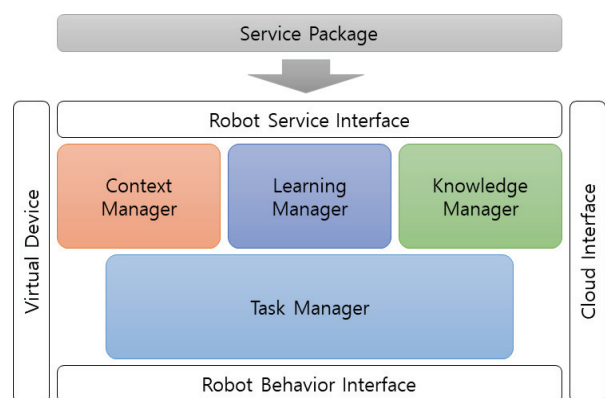 Service Package
Robot Service Interface
Virtual Device
Context
Manager
Learning
Manager
Knowledge
Manager
Cloud Interface
Task Manager
Robot Behavior Interface